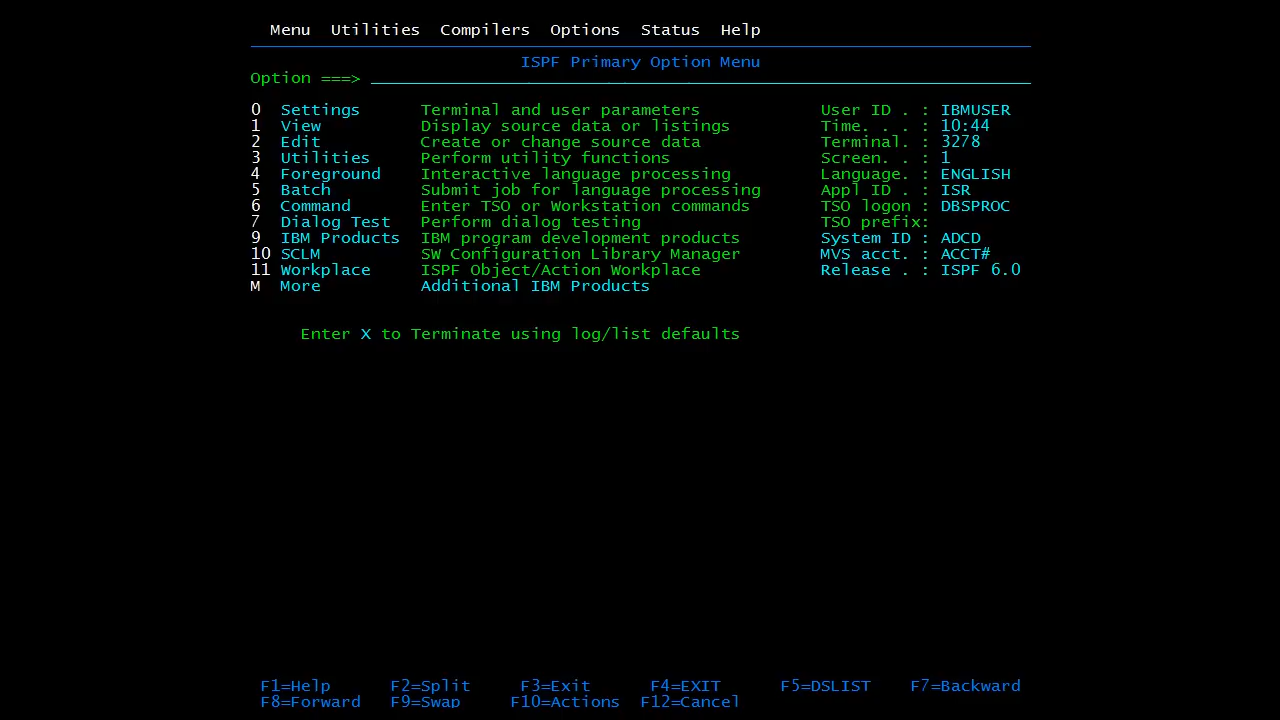 Menu  Utilities  Compilers  Options  Status  Help
ISPF Primary Option Menu
Option ===>
0  Settings      Terminal and user parameters            User ID . : IBMUSER
1  View          Display source data or listings         Time. . . : 10:44
2  Edit          Create or change source data            Terminal. : 3278
3  Utilities     Perform utility functions               Screen. . : 1
4  Foreground    Interactive language processing         Language. : ENGLISH
5  Batch         Submit job for language processing      Appl ID . : ISR
6  Command       Enter TSO or Workstation commands       TSO logon : DBSPROC
7  Dialog Test   Perform dialog testing                  TSO prefix:
9  IBM Products  IBM program development products        System ID : ADCD
10 SCLM          SW Configuration Library Manager        MVS acct. : ACCT#
11 Workplace     ISPF Object/Action Workplace            Release . : ISPF 6.0
M  More          Additional IBM Products
Enter X to Terminate using log/list defaults
F1=Help      F2=Split     F3=Exit      F4=EXIT      F5=DSLIST    F7=Backward
F8=Forward   F9=Swap     F10=Actions  F12=Cancel